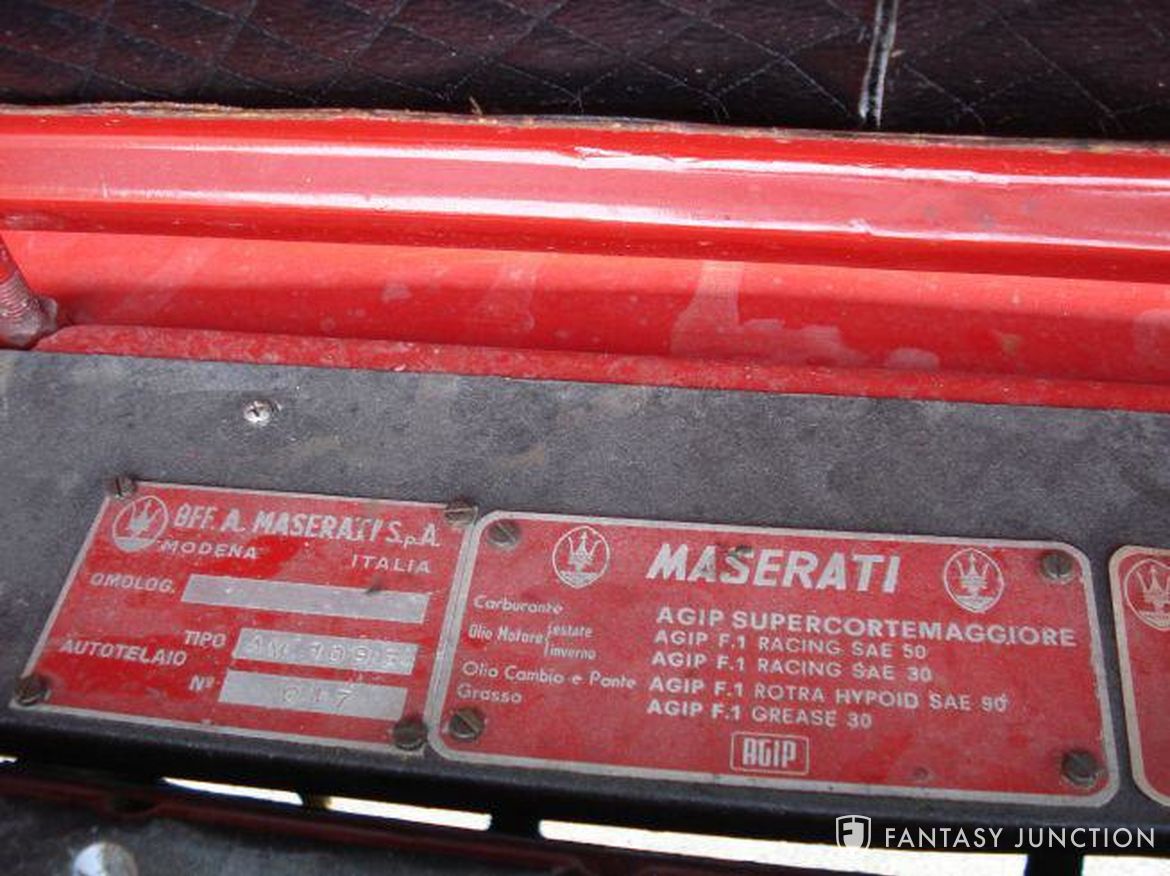 OFF. A. MASERATI S.p.A.
MODENA ITALIA
OMOLOG.
TIPO AM 109
AUTOTELAIO
Nº 017
MASERATI
Carburante AGIP SUPERCORTEMAGGIORE
Olio Motore estate AGIP F.1 RACING SAE 50
inverno AGIP F.1 RACING SAE 30
Olio Cambio e Ponte AGIP F.1 ROTRA HYPOID SAE 90
Grasso AGIP F.1 GREASE 30
AGIP
FANTASY JUNCTION